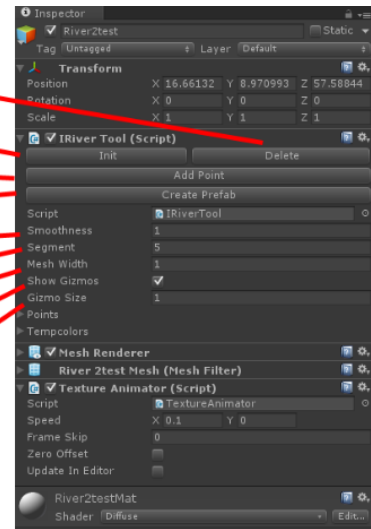 Inspector
River2test Static
Tag Untagged Layer Default
Transform
Position X 16.66132 Y 8.970993 Z 57.58844
Rotation X 0 Y 0 Z 0
Scale X 1 Y 1 Z 1
IRiver Tool (Script)
Init Delete
Add Point
Create Prefab
Script IRiverTool
Smoothness 1
Segment 5
Mesh Width 1
Show Gizmos
Gizmo Size 1
Points
Tempcolors
Mesh Renderer
River 2test Mesh (Mesh Filter)
Texture Animator (Script)
Script TextureAnimator
Speed X 0.1 Y 0
Frame Skip 0
Zero Offset
Update In Editor
River2testMat
Shader Diffuse Edit...